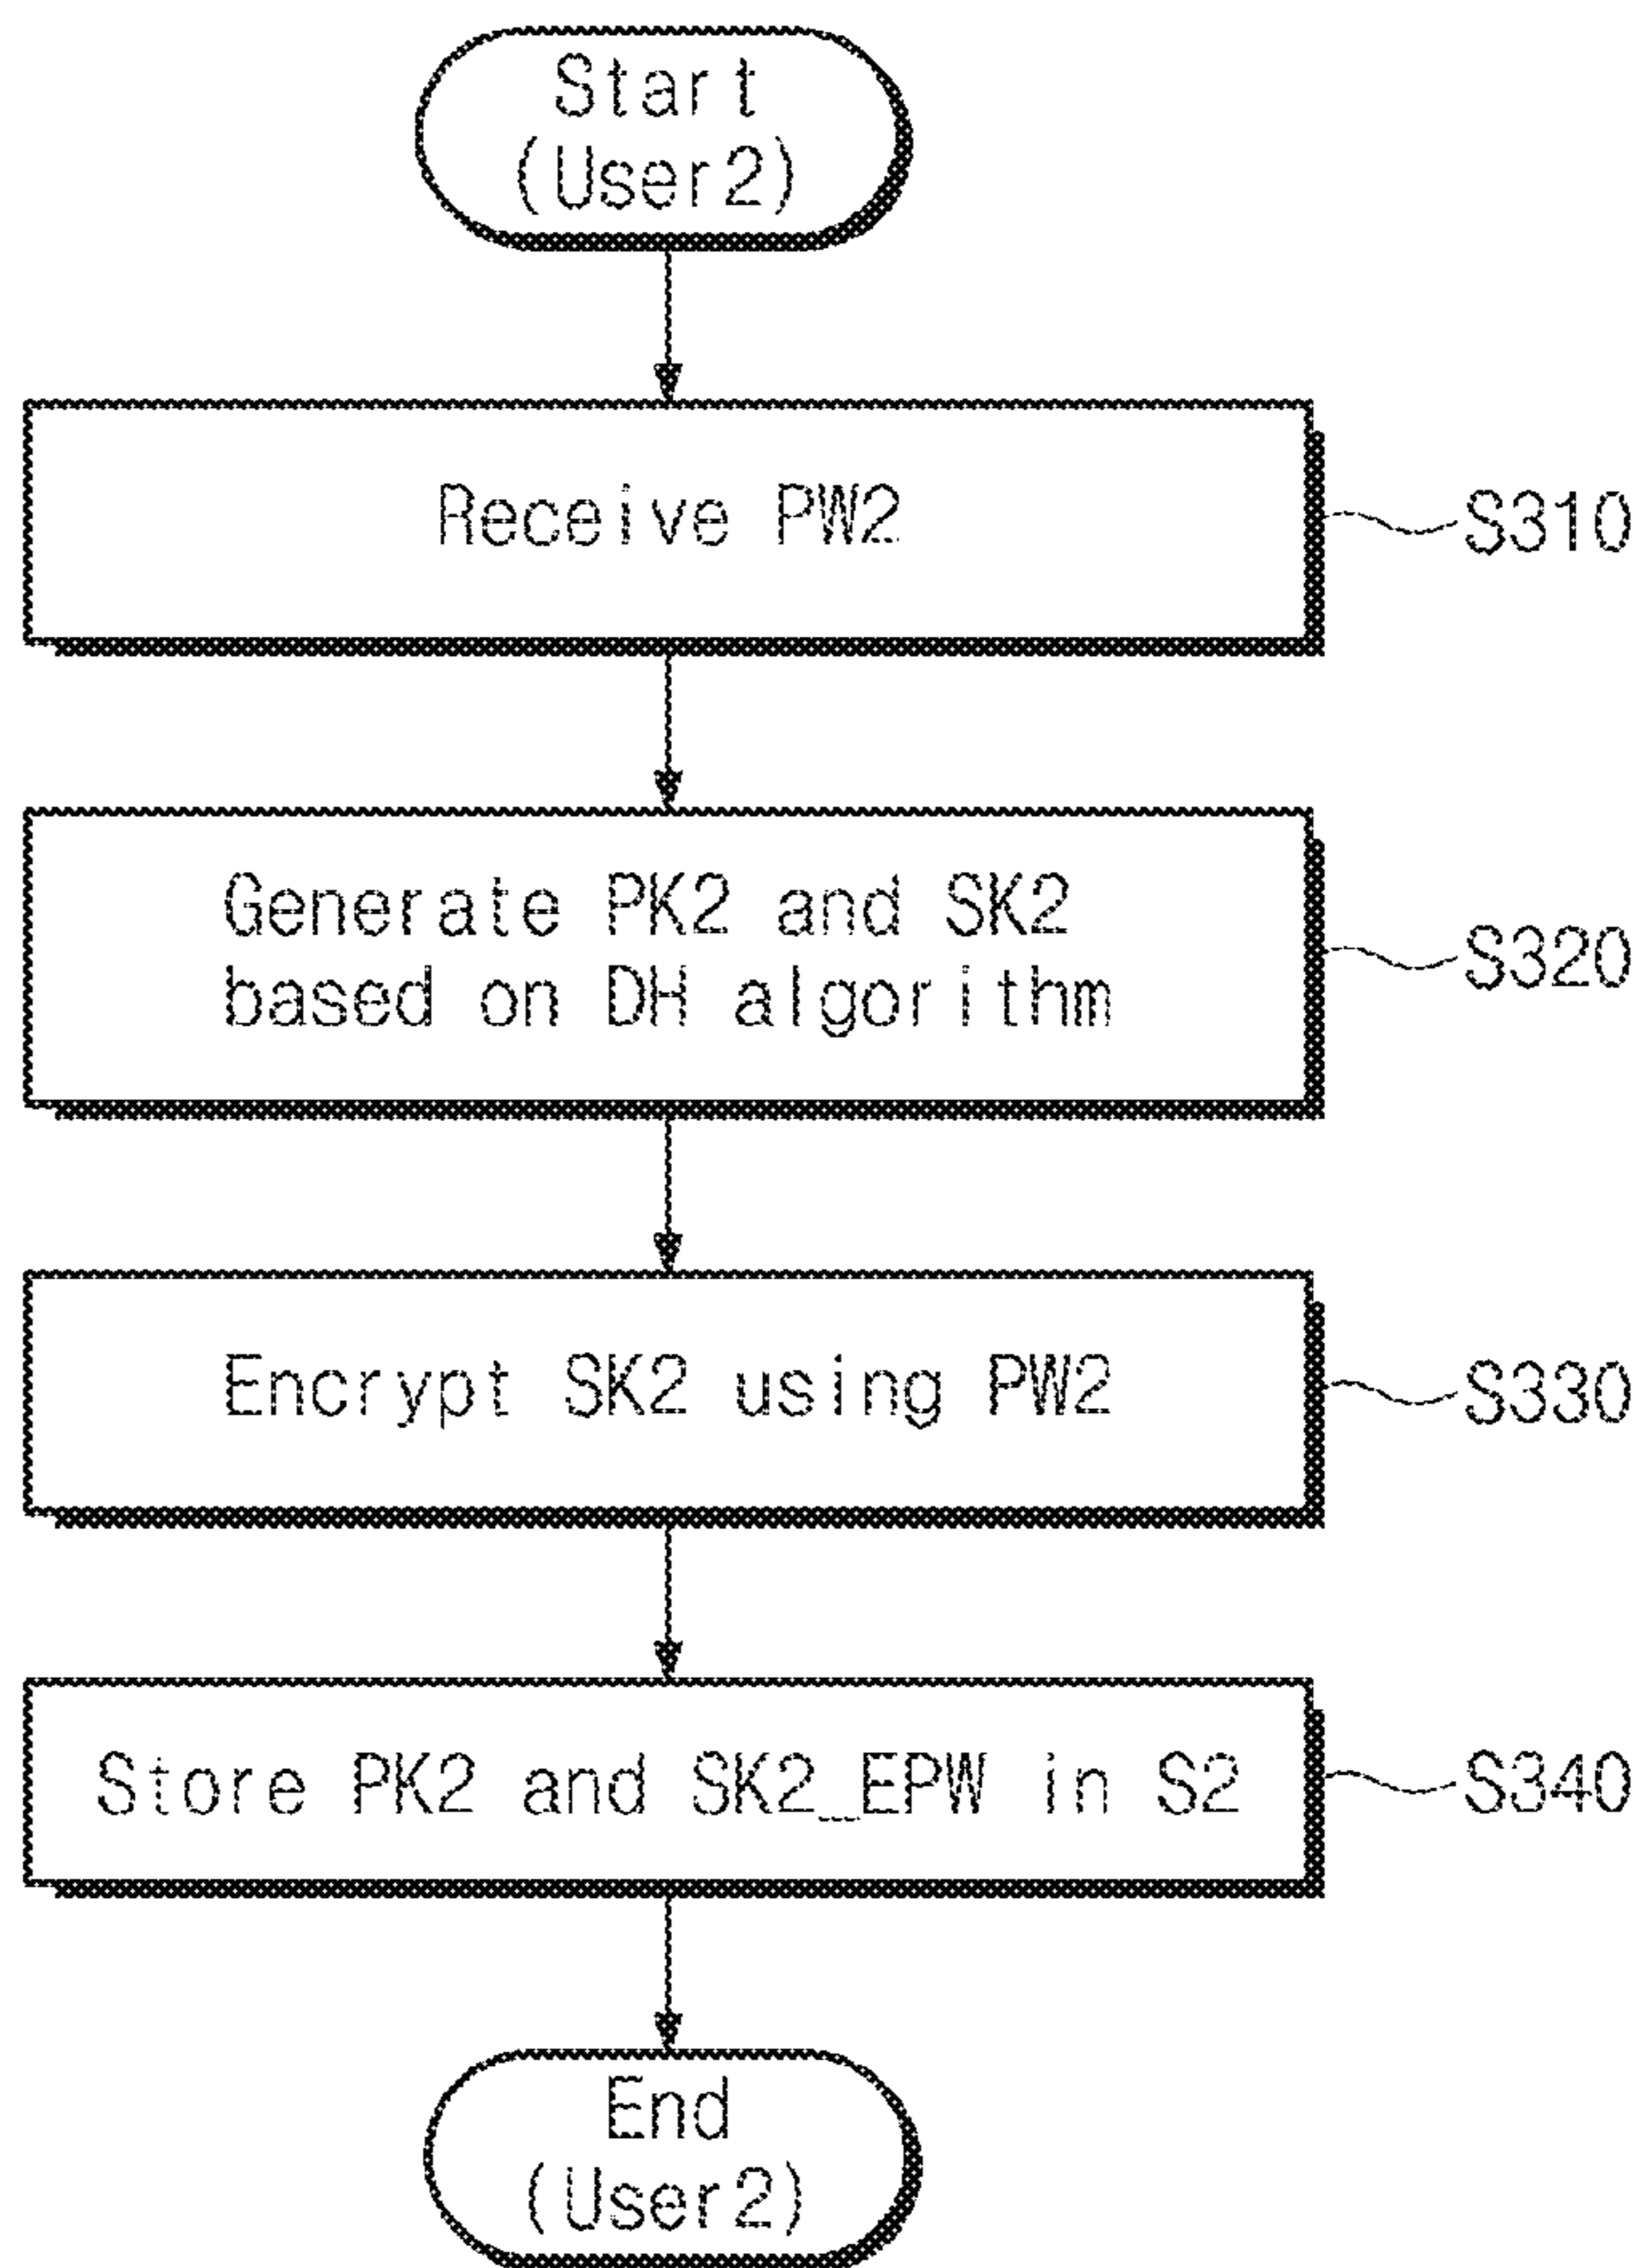 Start
(User2)
Receive PW2
S310
Generate PK2 and SK2
based on DH algorithm
S320
Encrypt SK2 using PW2
S330
Store PK2 and SK2_EPW in S2
S340
End
(User2)